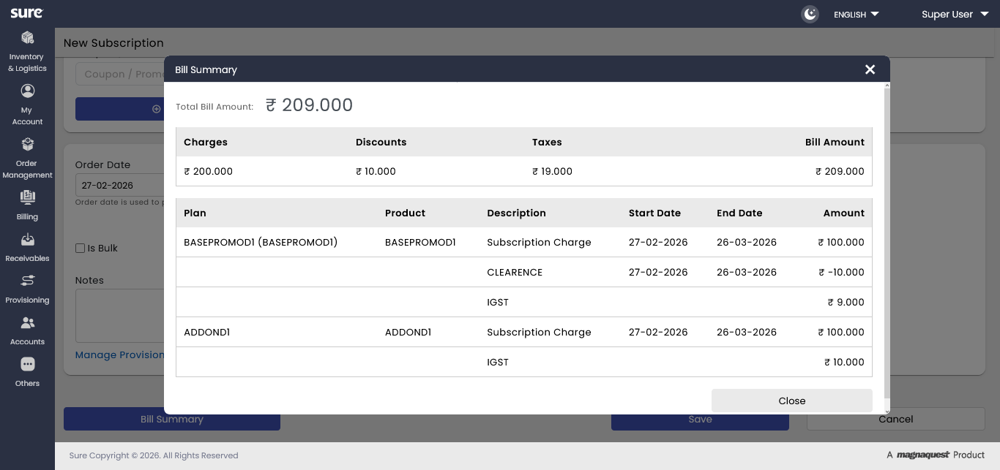 sure
ENGLISH
Super User
Inventory
& Logistics
My
Account
Order
Management
Billing
Receivables
Provisioning
Accounts
Others
New Subscription
Coupon / Promo
Order Date
27-02-2026
Order date is used to
Is Bulk
Notes
Manage Provision
Bill Summary
Total Bill Amount: ₹ 209.000
Charges Discounts Taxes Bill Amount
₹ 200.000 ₹ 10.000 ₹ 19.000 ₹ 209.000
Plan Product Description Start Date End Date Amount
BASEPROMOD1 (BASEPROMOD1) BASEPROMOD1 Subscription Charge 27-02-2026 26-03-2026 ₹ 100.000
CLEARENCE 27-02-2026 26-03-2026 ₹ -10.000
IGST ₹ 9.000
ADDOND1 ADDOND1 Subscription Charge 27-02-2026 26-03-2026 ₹ 100.000
IGST ₹ 10.000
Close
Bill Summary Save Cancel
Sure Copyright © 2026. All Rights Reserved
A magnaquest Product